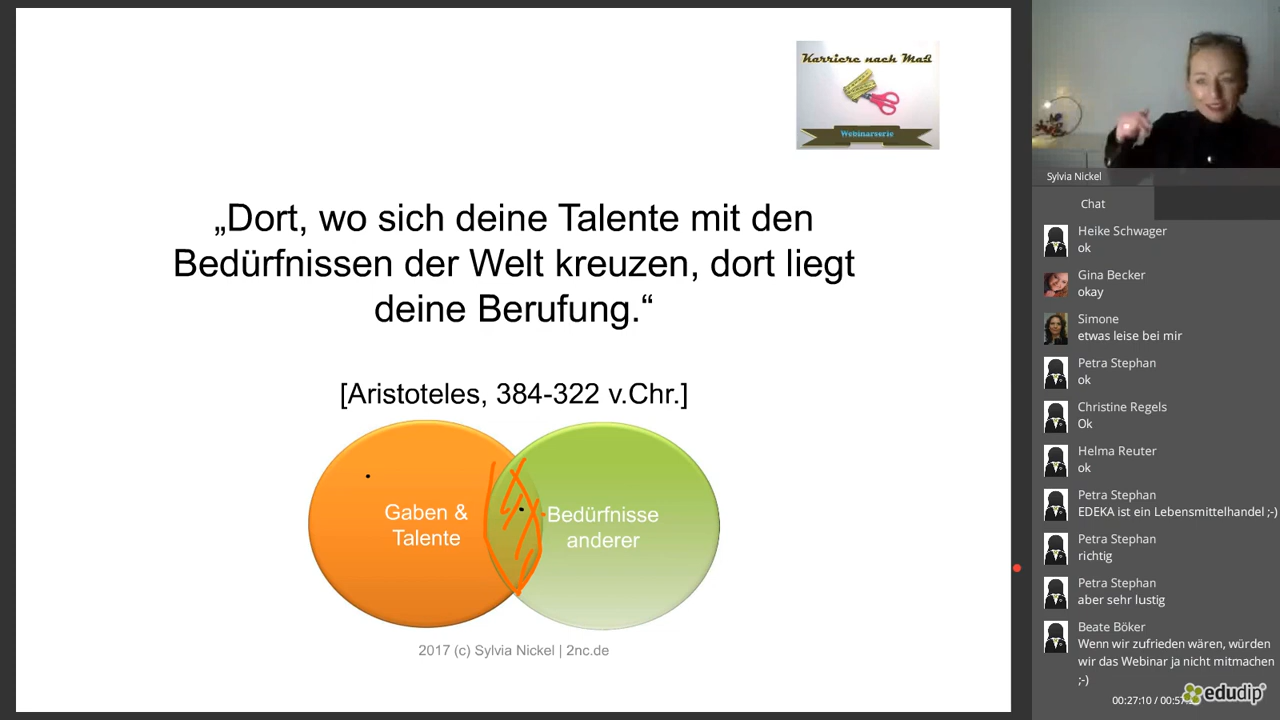 Karriere nach Maß
Webinarserie
„Dort, wo sich deine Talente mit den
Bedürfnissen der Welt kreuzen, dort liegt
deine Berufung.“
[Aristoteles, 384-322 v.Chr.]
Gaben &
Talente
Bedürfnisse
anderer
2017 (c) Sylvia Nickel | 2nc.de
Sylvia Nickel
Chat
Heike Schwager
ok
Gina Becker
okay
Simone
etwas leise bei mir
Petra Stephan
ok
Christine Regels
Ok
Helma Reuter
ok
Petra Stephan
EDEKA ist ein Lebensmittelhandel ;-)
Petra Stephan
richtig
Petra Stephan
aber sehr lustig
Beate Böker
Wenn wir zufrieden wären, würden
wir das Webinar ja nicht mitmachen
;-)
00:27:10 /
edudip